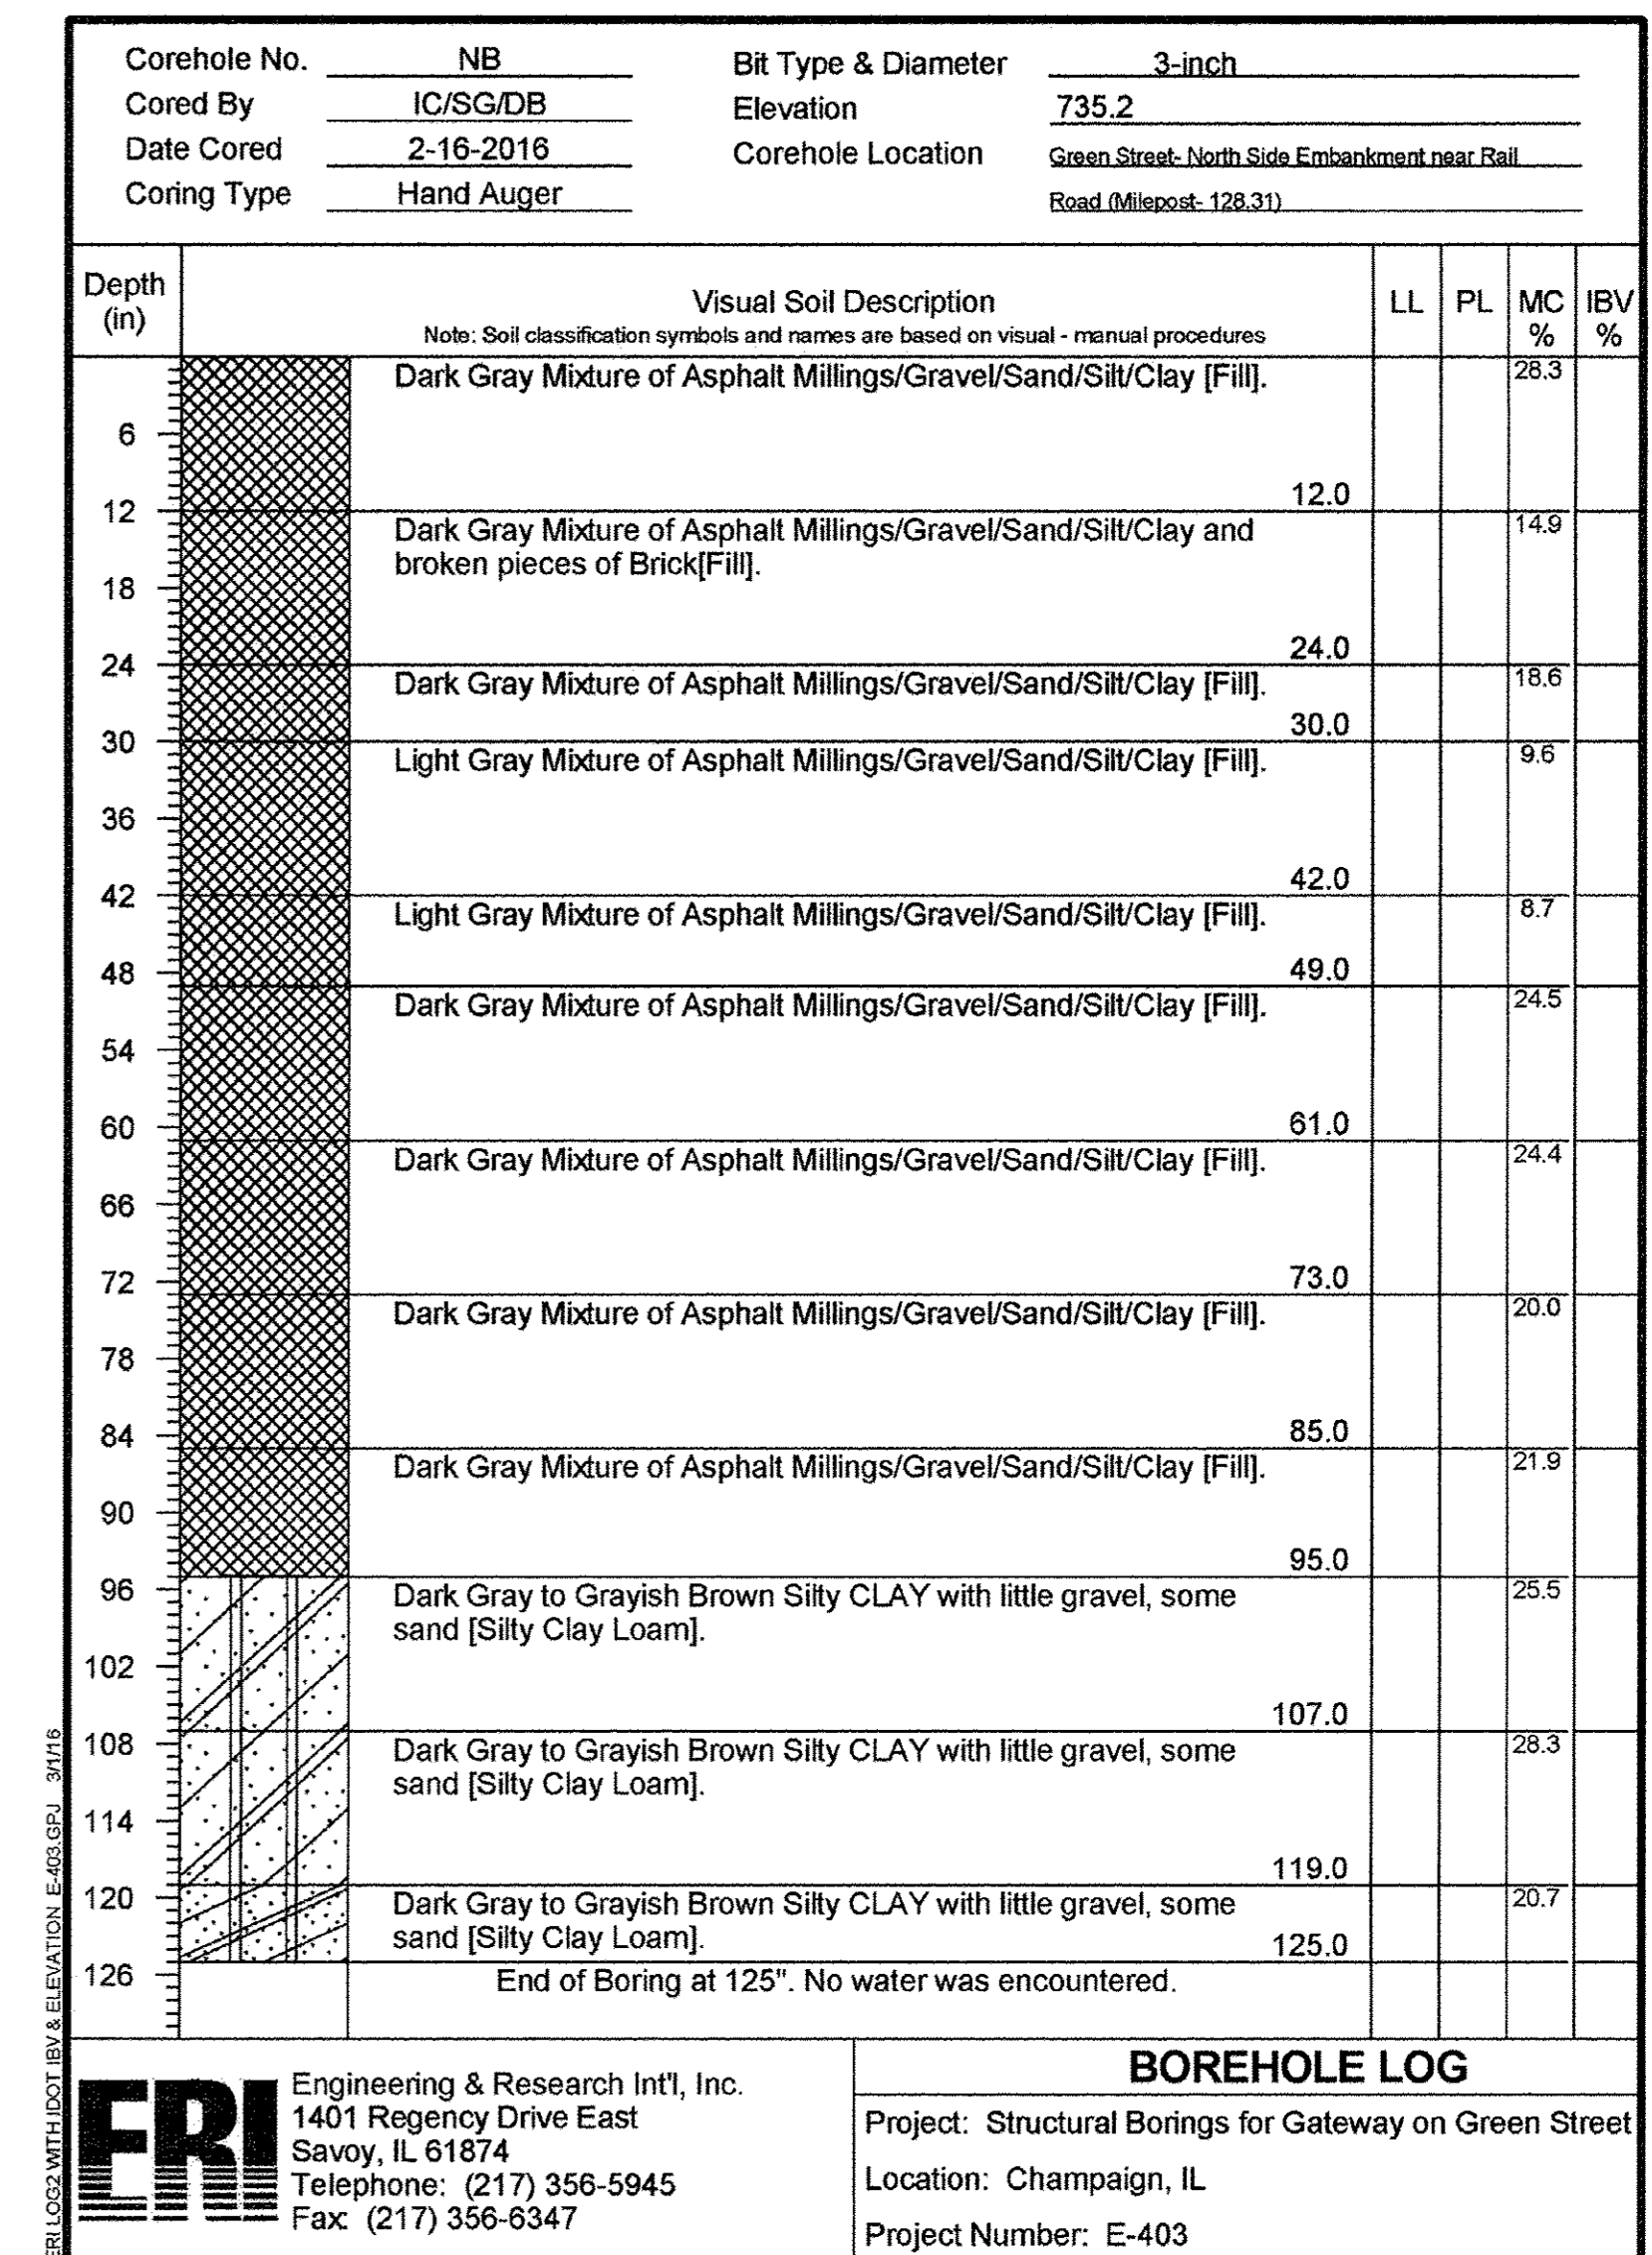 Corehole No. NB
Cored By IC/SG/DB
Date Cored 2-16-2016
Coring Type Hand Auger
Bit Type & Diameter 3-inch
Elevation 735.2
Corehole Location Green Street- North Side Embankment near Rail
Road (Milepost- 128.31)
Depth
(in)
Visual Soil Description
Note: Soil classification symbols and names are based on visual - manual procedures
LL PL MC IBV
% %
Dark Gray Mixture of Asphalt Millings/Gravel/Sand/Silt/Clay [Fill]. 28.3
6
12.0
12
Dark Gray Mixture of Asphalt Millings/Gravel/Sand/Silt/Clay and 14.9
broken pieces of Brick[Fill].
18
24.0
24
Dark Gray Mixture of Asphalt Millings/Gravel/Sand/Silt/Clay [Fill]. 18.6
30.0
30
Light Gray Mixture of Asphalt Millings/Gravel/Sand/Silt/Clay [Fill]. 9.6
36
42.0
42
Light Gray Mixture of Asphalt Millings/Gravel/Sand/Silt/Clay [Fill]. 8.7
48 49.0
Dark Gray Mixture of Asphalt Millings/Gravel/Sand/Silt/Clay [Fill]. 24.5
54
60 61.0
Dark Gray Mixture of Asphalt Millings/Gravel/Sand/Silt/Clay [Fill]. 24.4
66
72 73.0
Dark Gray Mixture of Asphalt Millings/Gravel/Sand/Silt/Clay [Fill]. 20.0
78
84 85.0
Dark Gray Mixture of Asphalt Millings/Gravel/Sand/Silt/Clay [Fill]. 21.9
90
95.0
96 Dark Gray to Grayish Brown Silty CLAY with little gravel, some 25.5
sand [Silty Clay Loam].
102
107.0
108 Dark Gray to Grayish Brown Silty CLAY with little gravel, some 28.3
sand [Silty Clay Loam].
114
119.0
120 Dark Gray to Grayish Brown Silty CLAY with little gravel, some 20.7
sand [Silty Clay Loam]. 125.0
126 End of Boring at 125". No water was encountered.
ERI LOG2 WITH IDOT IBV & ELEVATION E-403.GPJ 3/1/16
ERI
Engineering & Research Int'l, Inc.
1401 Regency Drive East
Savoy, IL 61874
Telephone: (217) 356-5945
Fax: (217) 356-6347
BOREHOLE LOG
Project: Structural Borings for Gateway on Green Street
Location: Champaign, IL
Project Number: E-403